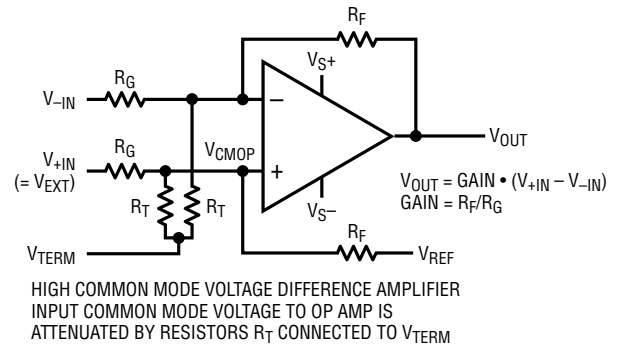 RF
VS+
RG
V–IN
–
RG
VCMOP
V+IN
(= VEXT)
+
VOUT
VOUT = GAIN • (V+IN – V–IN)
GAIN = RF/RG
RT
RT
VS–
RF
VTERM
VREF
HIGH COMMON MODE VOLTAGE DIFFERENCE AMPLIFIER
INPUT COMMON MODE VOLTAGE TO OP AMP IS
ATTENUATED BY RESISTORS RT CONNECTED TO VTERM